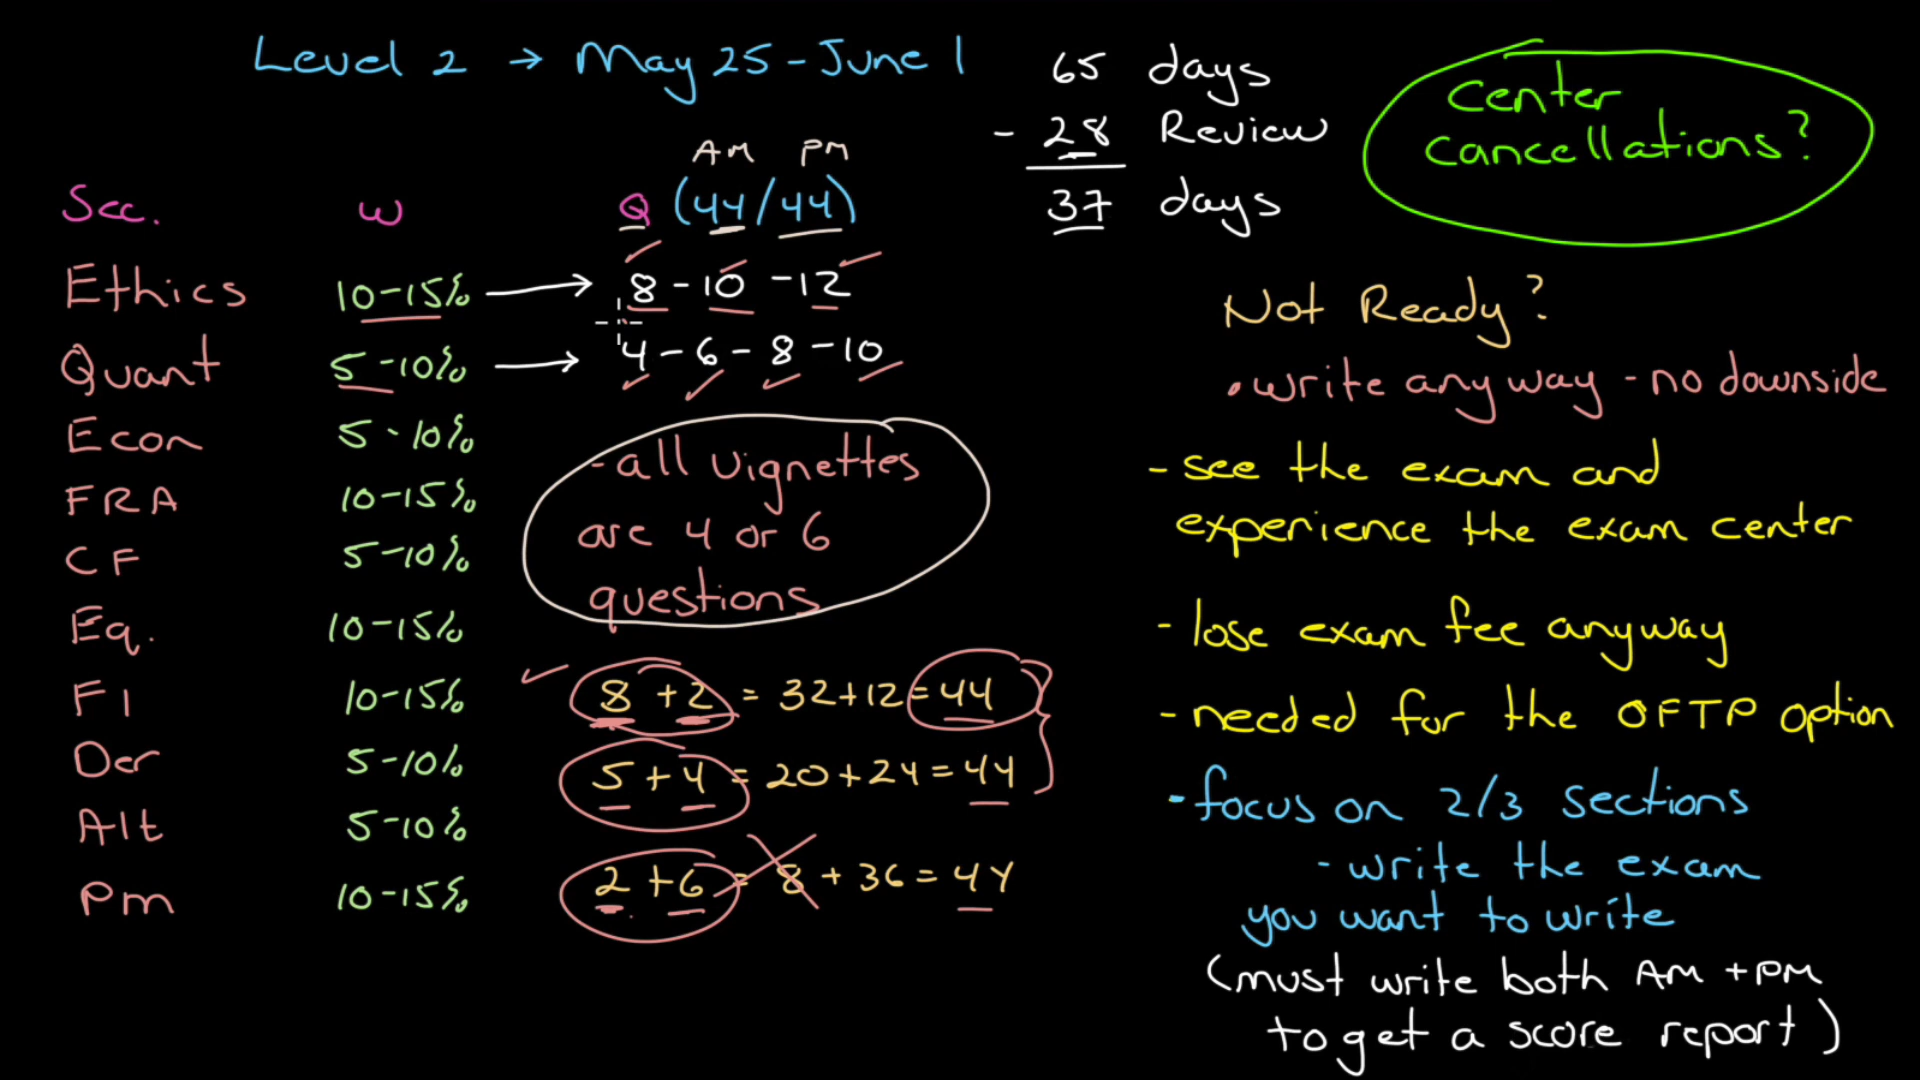 Level 2 → May 25 - June 1
65 days
- 28 Review
37 days
center
cancellations?
AM PM
Sec. w Q (44/44)
Ethics 10-15% → 8 - 10 - 12
Quant 5-10% → 4 - 6 - 8 - 10
Econ 5-10%
FRA 10-15%
CF 5-10%
Eq. 10-15%
FI 10-15%
Der 5-10%
Alt 5-10%
Pm 10-15%
- all vignettes
are 4 or 6
questions
8 + 2 = 32 + 12 = 44
5 + 4 = 20 + 24 = 44
2 + 6 = 8 + 36 = 44
Not Ready?
• write any way - no downside
- see the exam and
experience the exam center
- lose exam fee anyway
- needed for the OFTP option
- focus on 2/3 sections
- write the exam
you want to write
(must write both AM + PM
to get a score report)